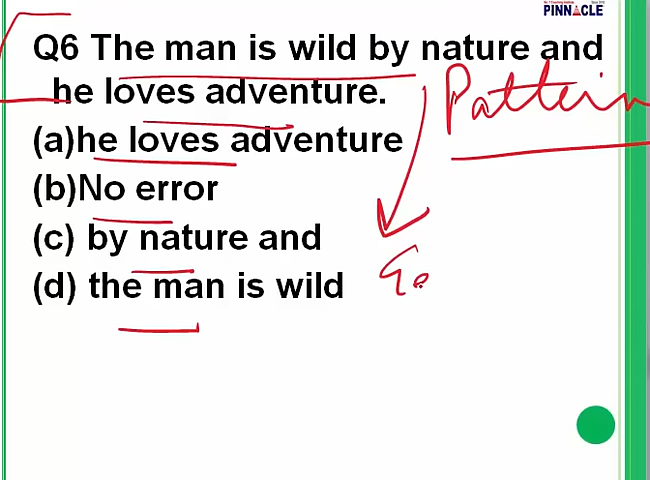 PINNACLE
Q6 The man is wild by nature and
he loves adventure.
Pattern
(a)he loves adventure
(b)No error
(c) by nature and
(d) the man is wild